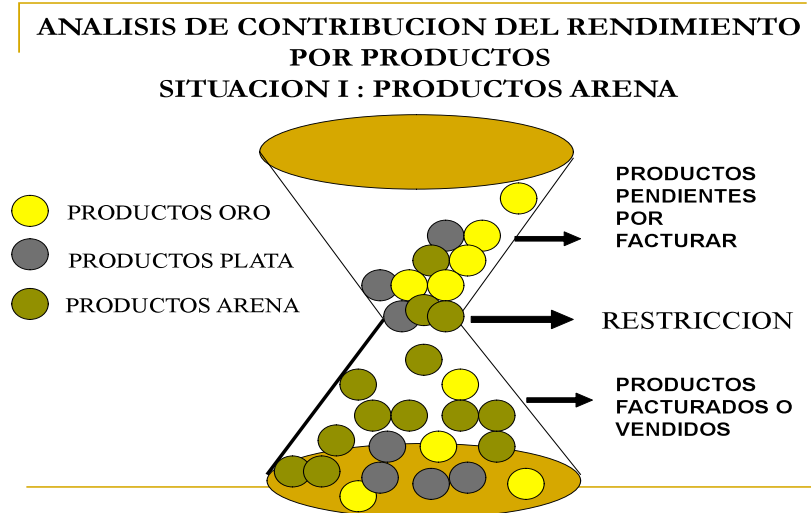 ANALISIS DE CONTRIBUCION DEL RENDIMIENTO
POR PRODUCTOS
SITUACION I : PRODUCTOS ARENA
PRODUCTOS ORO
PRODUCTOS PLATA
PRODUCTOS ARENA
PRODUCTOS
PENDIENTES
POR
FACTURAR
RESTRICCION
PRODUCTOS
FACTURADOS O
VENDIDOS